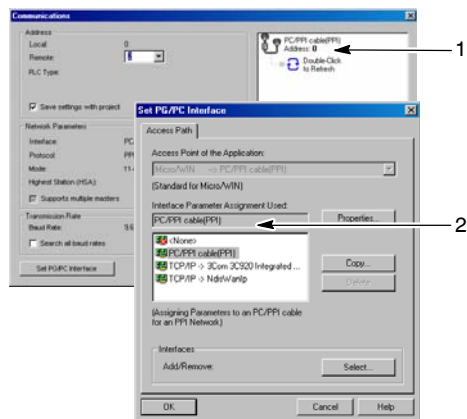 Communications
Address
Local: 0
Remote:
PLC Type:
Save settings with project
Network Parameters
Interface: PC
Protocol: PPI
Mode: 11-
Highest Station (HSA):
Supports multiple masters
Transmission Rate
Baud Rate: 9.6
Search all baud rates
Set PG/PC Interface
PC/PPI cable(PPI)
Address: 0
Double-Click
to Refresh
1
Set PG/PC Interface
Access Path
Access Point of the Application:
Micro/WIN -> PC/PPI cable(PPI)
(Standard for Micro/WIN)
Interface Parameter Assignment Used:
PC/PPI cable(PPI)
Properties...
2
<None>
PC/PPI cable(PPI)
TCP/IP -> 3Com 3C920 Integrated ...
TCP/IP -> NdisWanIp
Copy...
Delete
(Assigning Parameters to an PC/PPI cable
for an PPI Network)
Interfaces
Add/Remove:
Select...
OK
Cancel
Help